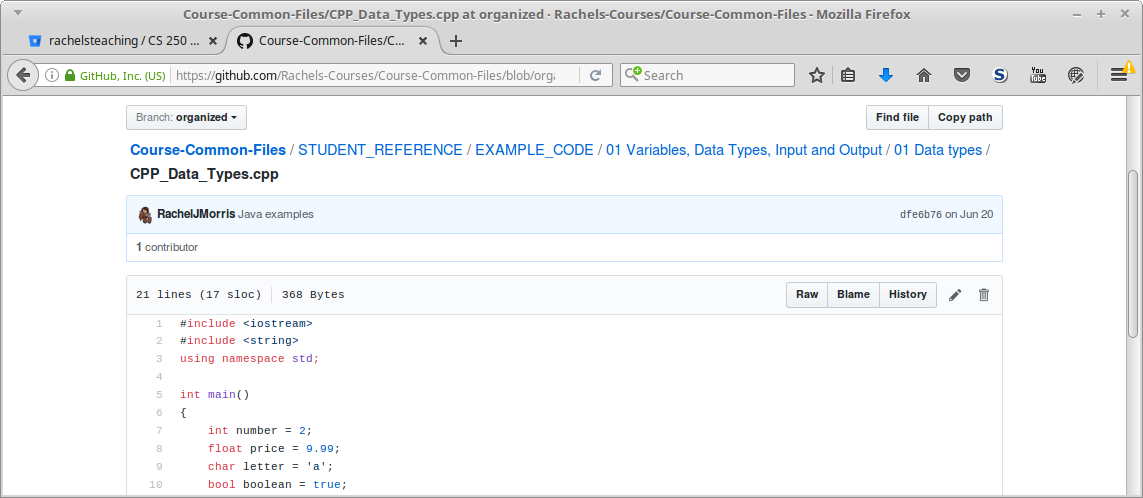 Course-Common-Files/CPP_Data_Types.cpp at organized · Rachels-Courses/Course-Common-Files - Mozilla Firefox
rachelsteaching / CS 250 ... Course-Common-Files/C...
GitHub, Inc. (US) https://github.com/Rachels-Courses/Course-Common-Files/blob/orga Search S You Tube
Branch: organized Find file Copy path
Course-Common-Files / STUDENT_REFERENCE / EXAMPLE_CODE / 01 Variables, Data Types, Input and Output / 01 Data types /
CPP_Data_Types.cpp
RachelJMorris Java examples dfe6b76 on Jun 20
1 contributor
21 lines (17 sloc) 368 Bytes Raw Blame History
1 #include <iostream>
2 #include <string>
3 using namespace std;
4
5 int main()
6 {
7 int number = 2;
8 float price = 9.99;
9 char letter = 'a';
10 bool boolean = true;